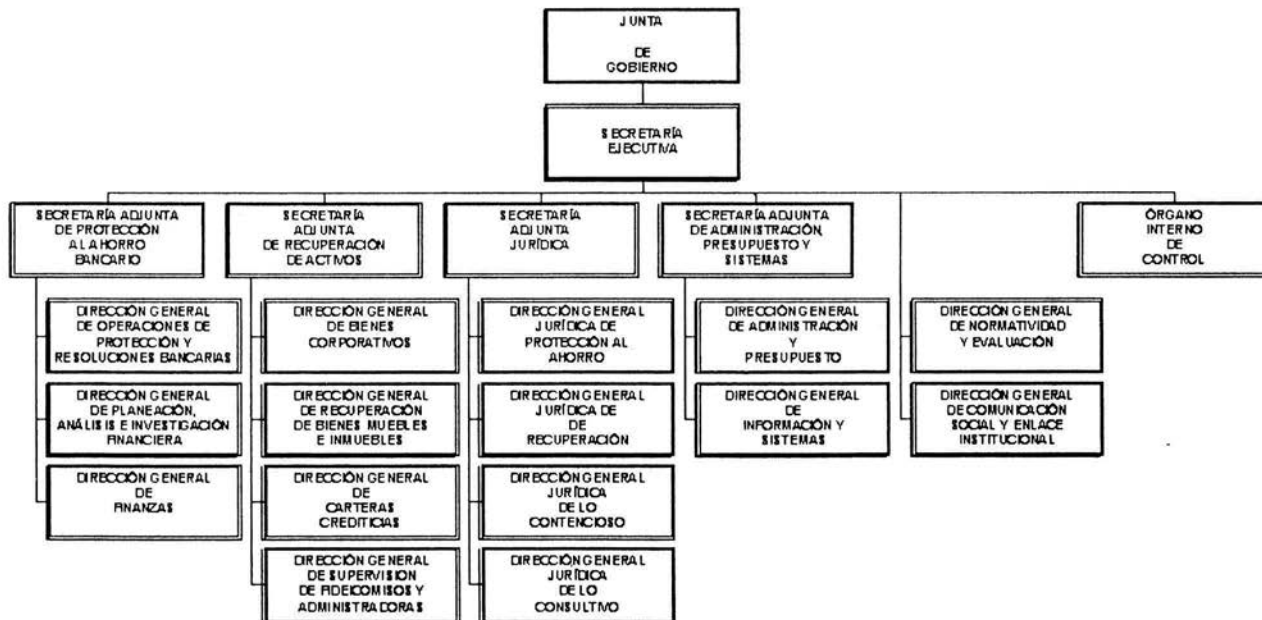 JUNTA
DE
GOBIERNO
SECRETARÍA
EJECUTIVA
SECRETARÍA ADJUNTA
DE PROTECCIÓN
AL AHORRO
BANCARIO
SECRETARÍA
ADJUNTA
DE RECUPERACIÓN
DE ACTIVOS
SECRETARÍA
ADJUNTA
JURÍDICA
SECRETARÍA ADJUNTA
DE ADMINISTRACIÓN,
PRESUPUESTO Y
SISTEMAS
ÓRGANO
INTERNO
DE
CONTROL
DIRECCIÓN GENERAL
DE OPERACIONES DE
PROTECCIÓN Y
RESOLUCIONES BANCARIAS
DIRECCIÓN GENERAL
DE BIENES
CORPORATIVOS
DIRECCIÓN GENERAL
JURÍDICA DE
PROTECCIÓN AL
AHORRO
DIRECCIÓN GENERAL
DE ADMINISTRACIÓN
Y
PRESUPUESTO
DIRECCIÓN GENERAL
DE NORMATIVIDAD
Y EVALUACIÓN
DIRECCIÓN GENERAL
DE PLANEACIÓN,
ANÁLISIS E INVESTIGACIÓN
FINANCIERA
DIRECCIÓN GENERAL
DE RECUPERACIÓN
DE BIENES MUEBLES
E INMUEBLES
DIRECCIÓN GENERAL
JURÍDICA DE
DE
RECUPERACIÓN
DIRECCIÓN GENERAL
DE
INFORMACIÓN Y
SISTEMAS
DIRECCIÓN GENERAL
DE COMUNICACIÓN
SOCIAL Y ENLACE
INSTITUCIONAL
DIRECCIÓN GENERAL
DE
FINANZAS
DIRECCIÓN GENERAL
DE
CARTERAS
CREDITICIAS
DIRECCIÓN GENERAL
JURÍDICA
DE LO
CONTENCIOSO
DIRECCIÓN GENERAL
DE SUPERVISION
DE FIDEICOMISOS Y
ADMINISTRADORAS
DIRECCIÓN GENERAL
JURÍDICA
DE LO
CONSULTIVO